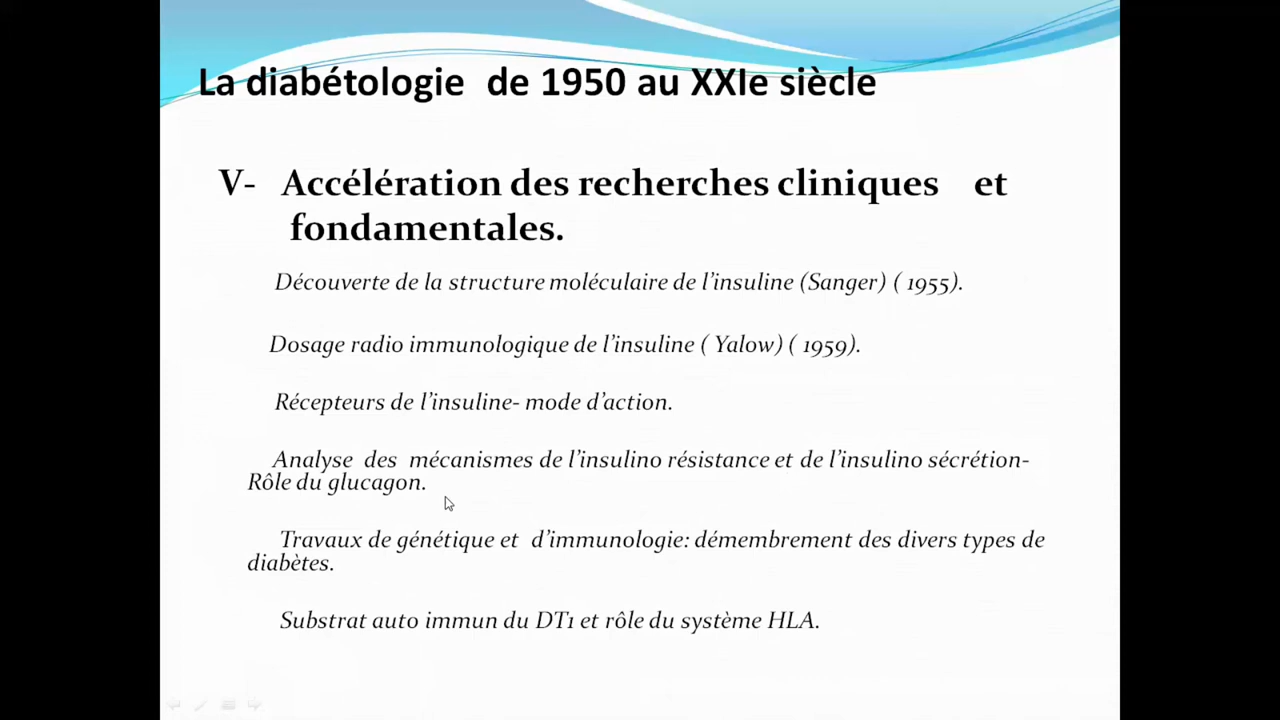 La diabétologie de 1950 au XXIe siècle
V- Accélération des recherches cliniques et
fondamentales.
Découverte de la structure moléculaire de l'insuline (Sanger) ( 1955).
Dosage radio immunologique de l'insuline ( Yalow) ( 1959).
Récepteurs de l'insuline- mode d'action.
Analyse des mécanismes de l'insulino résistance et de l'insulino sécrétion-
Rôle du glucagon.
Travaux de génétique et d'immunologie: démembrement des divers types de
diabètes.
Substrat auto immun du DT1 et rôle du système HLA.